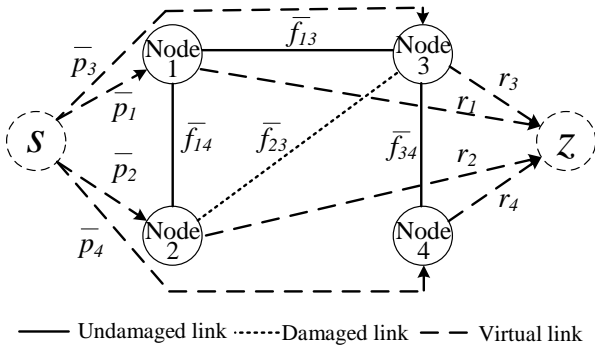 Node 1
Node 3
Node 2
Node 4
S
Z
p̅3
p̅1
p̅2
p̅4
f̅13
f̅14
f̅23
f̅34
r1
r3
r2
r4
Undamaged link
Damaged link
Virtual link